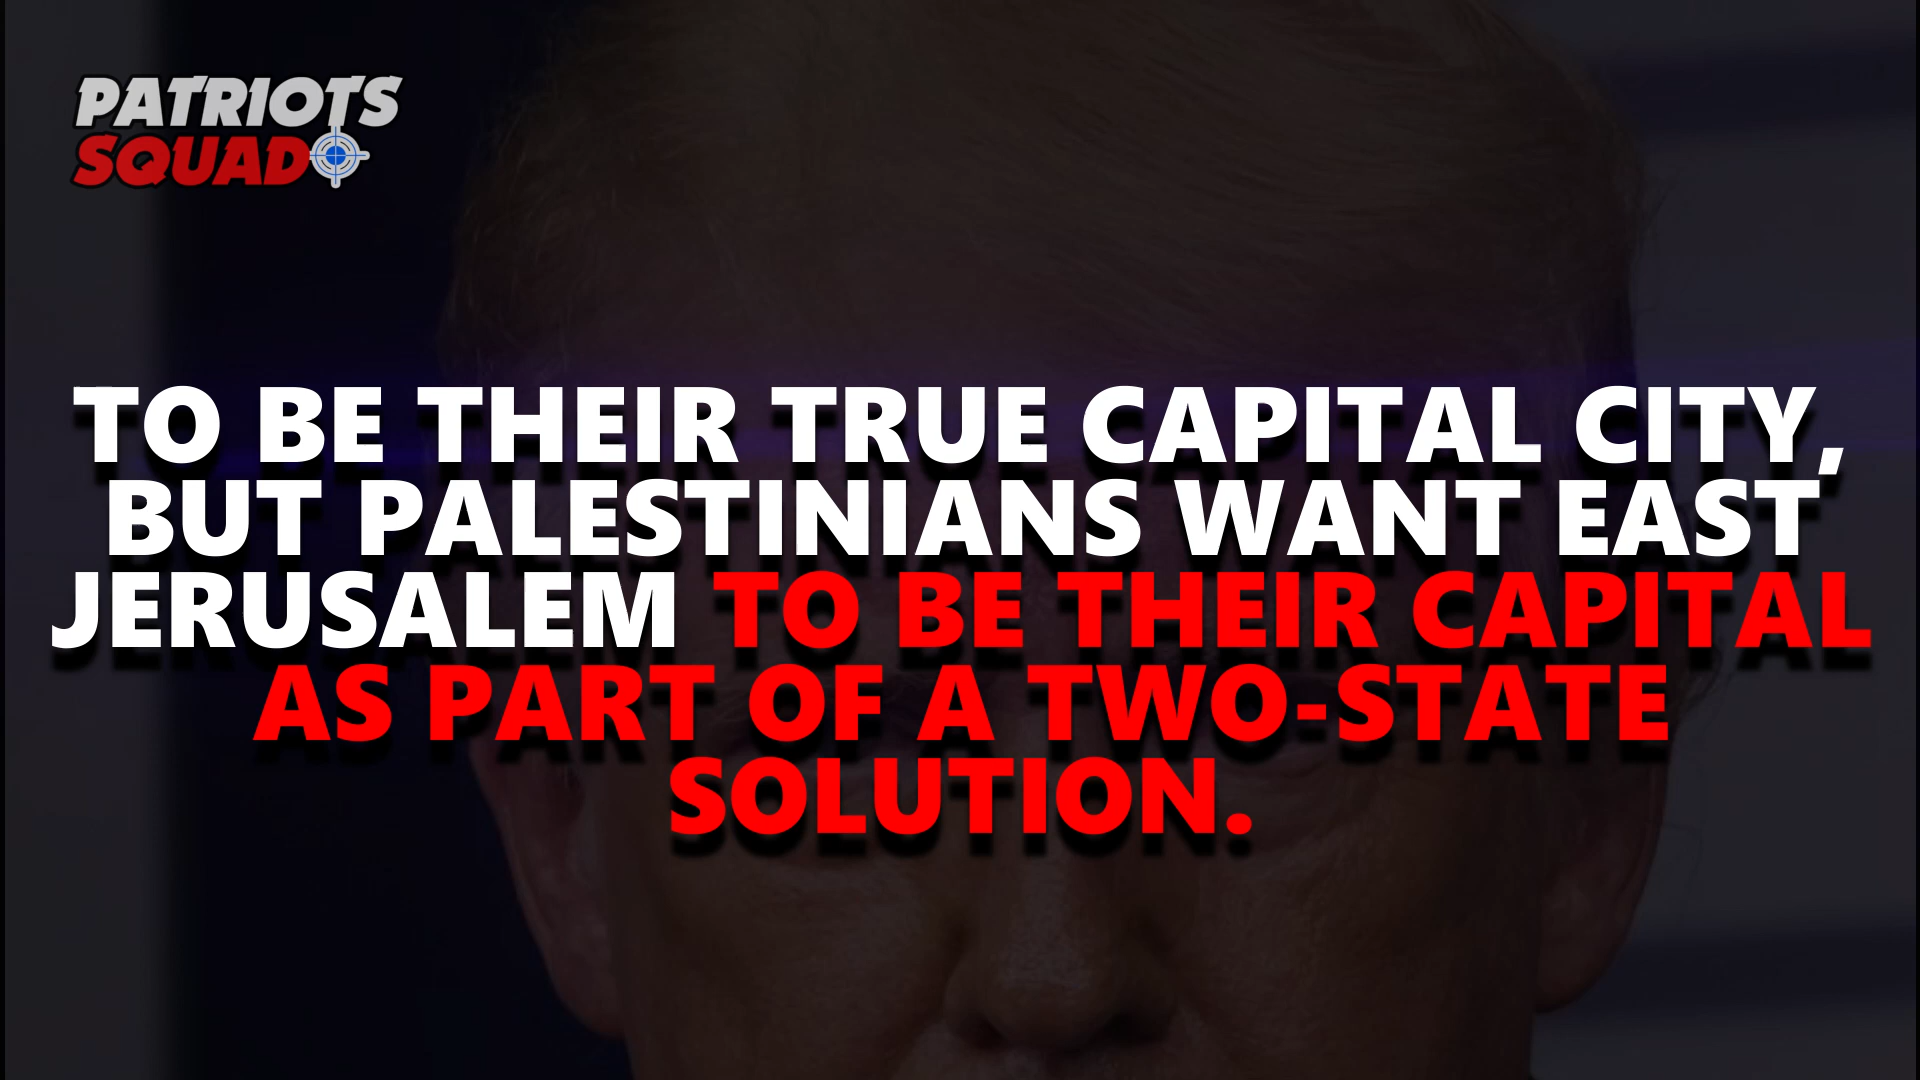 PATRIOTS
SQUAD
TO BE THEIR TRUE CAPITAL CITY,
BUT PALESTINIANS WANT EAST
JERUSALEM TO BE THEIR CAPITAL
AS PART OF A TWO-STATE
SOLUTION.